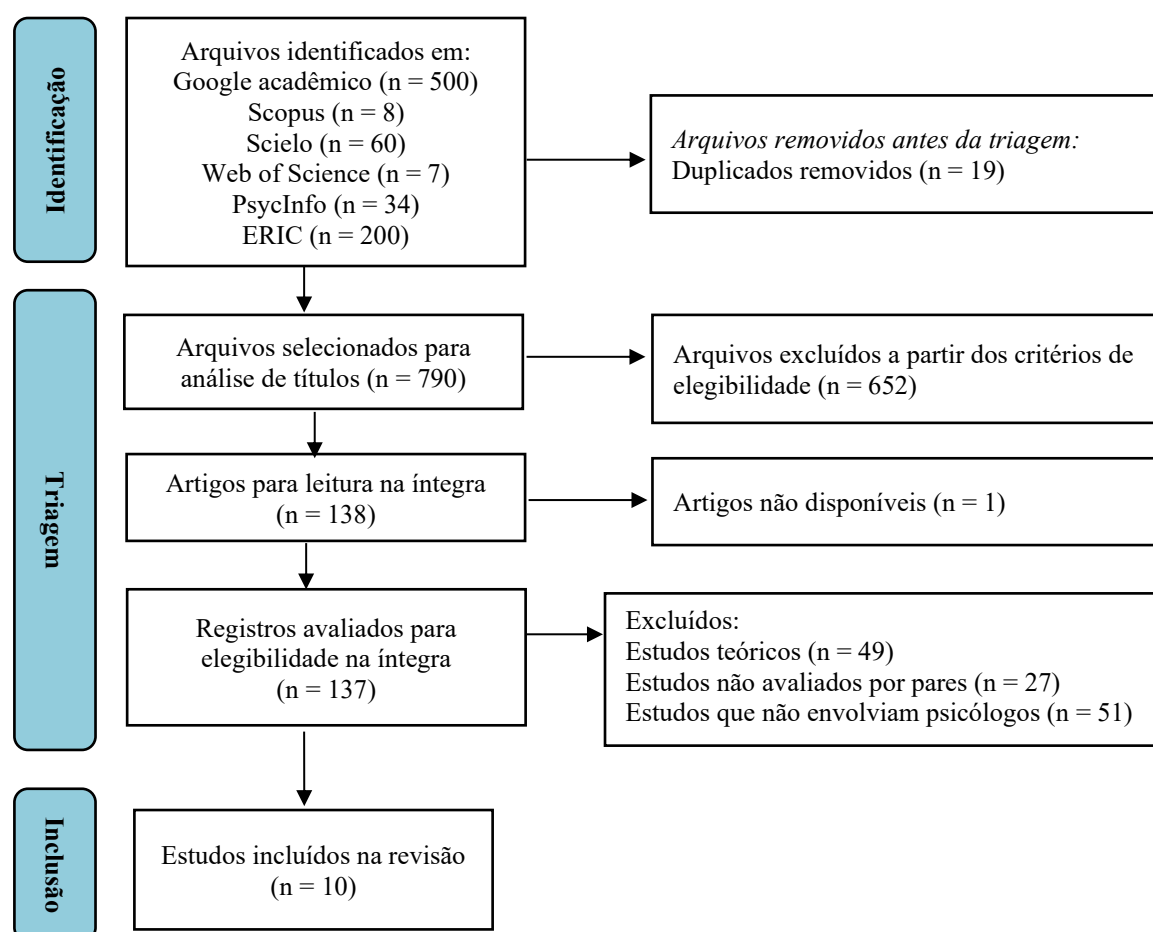 Identificação
Arquivos identificados em:
Google acadêmico (n = 500)
Scopus (n = 8)
Scielo (n = 60)
Web of Science (n = 7)
PsycInfo (n = 34)
ERIC (n = 200)
Arquivos removidos antes da triagem:
Duplicados removidos (n = 19)
Triagem
Arquivos selecionados para
análise de títulos (n = 790)
Arquivos excluídos a partir dos critérios de
elegibilidade (n = 652)
Artigos para leitura na íntegra
(n = 138)
Artigos não disponíveis (n = 1)
Registros avaliados para
elegibilidade na íntegra
(n = 137)
Excluídos:
Estudos teóricos (n = 49)
Estudos não avaliados por pares (n = 27)
Estudos que não envolviam psicólogos (n = 51)
Inclusão
Estudos incluídos na revisão
(n = 10)